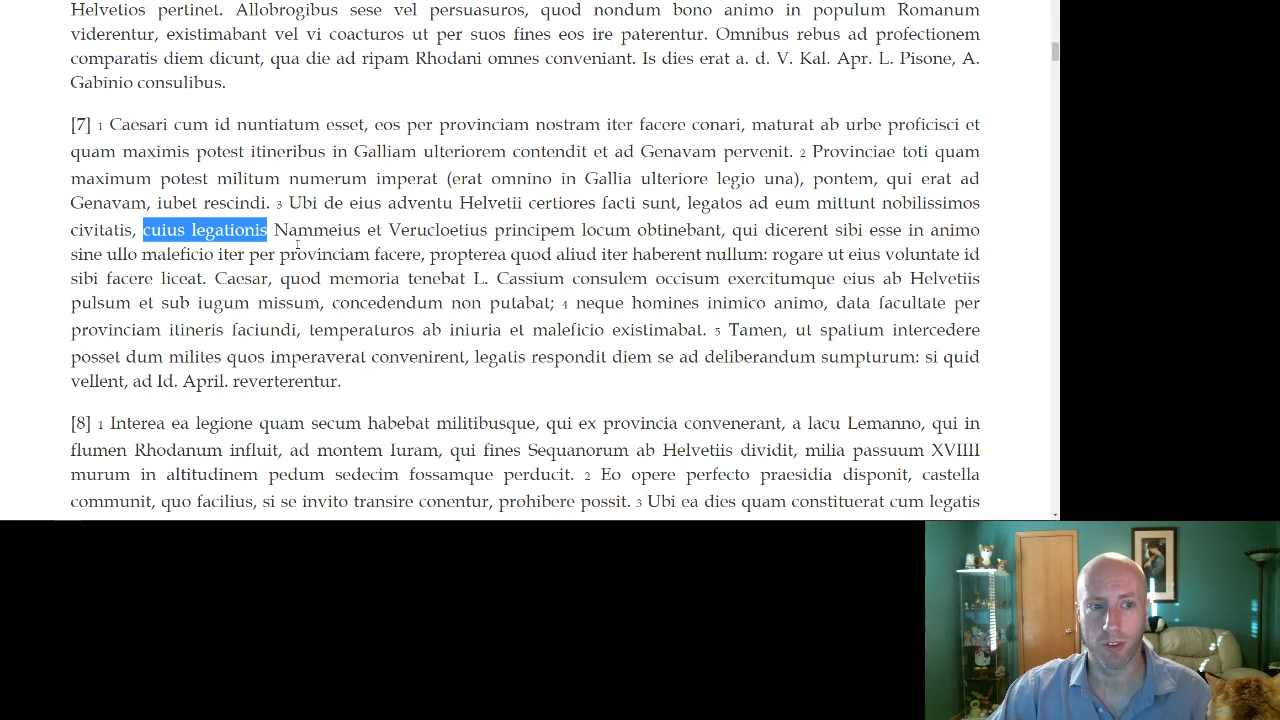 Helvetios pertinet. Allobrogibus sese vel persuasuros, quod nondum bono animo in populum Romanum
viderentur, existimabant vel vi coacturos ut per suos fines eos ire paterentur. Omnibus rebus ad profectionem
comparatis diem dicunt, qua die ad ripam Rhodani omnes conveniant. Is dies erat a. d. V. Kal. Apr. L. Pisone, A.
Gabinio consulibus.
[7] 1 Caesari cum id nuntiatum esset, eos per provinciam nostram iter facere conari, maturat ab urbe proficisci et
quam maximis potest itineribus in Galliam ulteriorem contendit et ad Genavam pervenit. 2 Provinciae toti quam
maximum potest militum numerum imperat (erat omnino in Gallia ulteriore legio una), pontem, qui erat ad
Genavam, iubet rescindi. 3 Ubi de eius adventu Helvetii certiores facti sunt, legatos ad eum mittunt nobilissimos
civitatis, cuius legationis Nammeius et Verucloetius principem locum obtinebant, qui dicerent sibi esse in animo
sine ullo maleficio iter per provinciam facere, propterea quod aliud iter haberent nullum: rogare ut eius voluntate id
sibi facere liceat. Caesar, quod memoria tenebat L. Cassium consulem occisum exercitumque eius ab Helvetiis
pulsum et sub iugum missum, concedendum non putabat; 4 neque homines inimico animo, data facultate per
provinciam itineris faciundi, temperaturos ab iniuria et maleficio existimabat. 5 Tamen, ut spatium intercedere
posset dum milites quos imperaverat convenirent, legatis respondit diem se ad deliberandum sumpturum: si quid
vellent, ad Id. April. reverterentur.
[8] 1 Interea ea legione quam secum habebat militibusque, qui ex provincia convenerant, a lacu Lemanno, qui in
flumen Rhodanum influit, ad montem Iuram, qui fines Sequanorum ab Helvetiis dividit, milia passuum XVIIII
murum in altitudinem pedum sedecim fossamque perducit. 2 Eo opere perfecto praesidia disponit, castella
communit, quo facilius, si se invito transire conentur, prohibere possit. 3 Ubi ea dies quam constituerat cum legatis